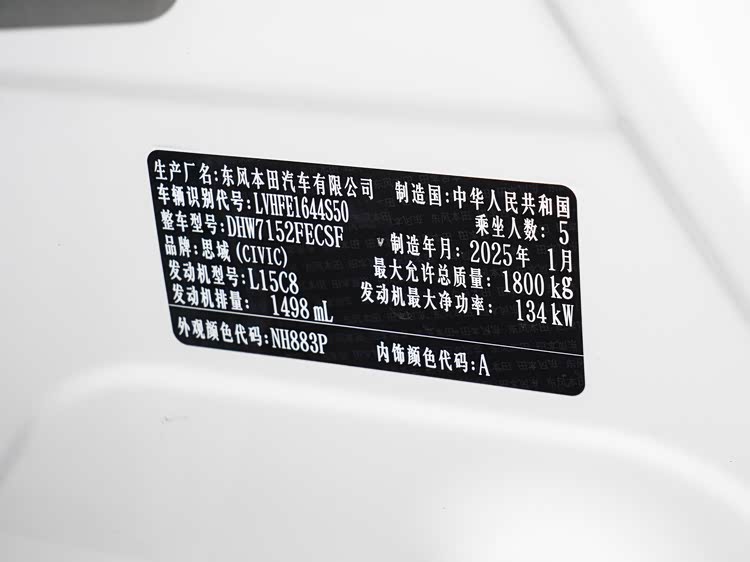 生产厂名:东风本田汽车有限公司 制造国:中华人民共和国
车辆识别代号:LVHFE1644S50 乘坐人数: 5
整车型号:DHW7152FECSF 制造年月: 2025年 1月
品牌:思域(CIVIC) 最大允许总质量: 1800 kg
发动机型号:L15C8 发动机最大净功率: 134 kW
发动机排量: 1498 mL
外观颜色代码:NH883P 内饰颜色代码:A